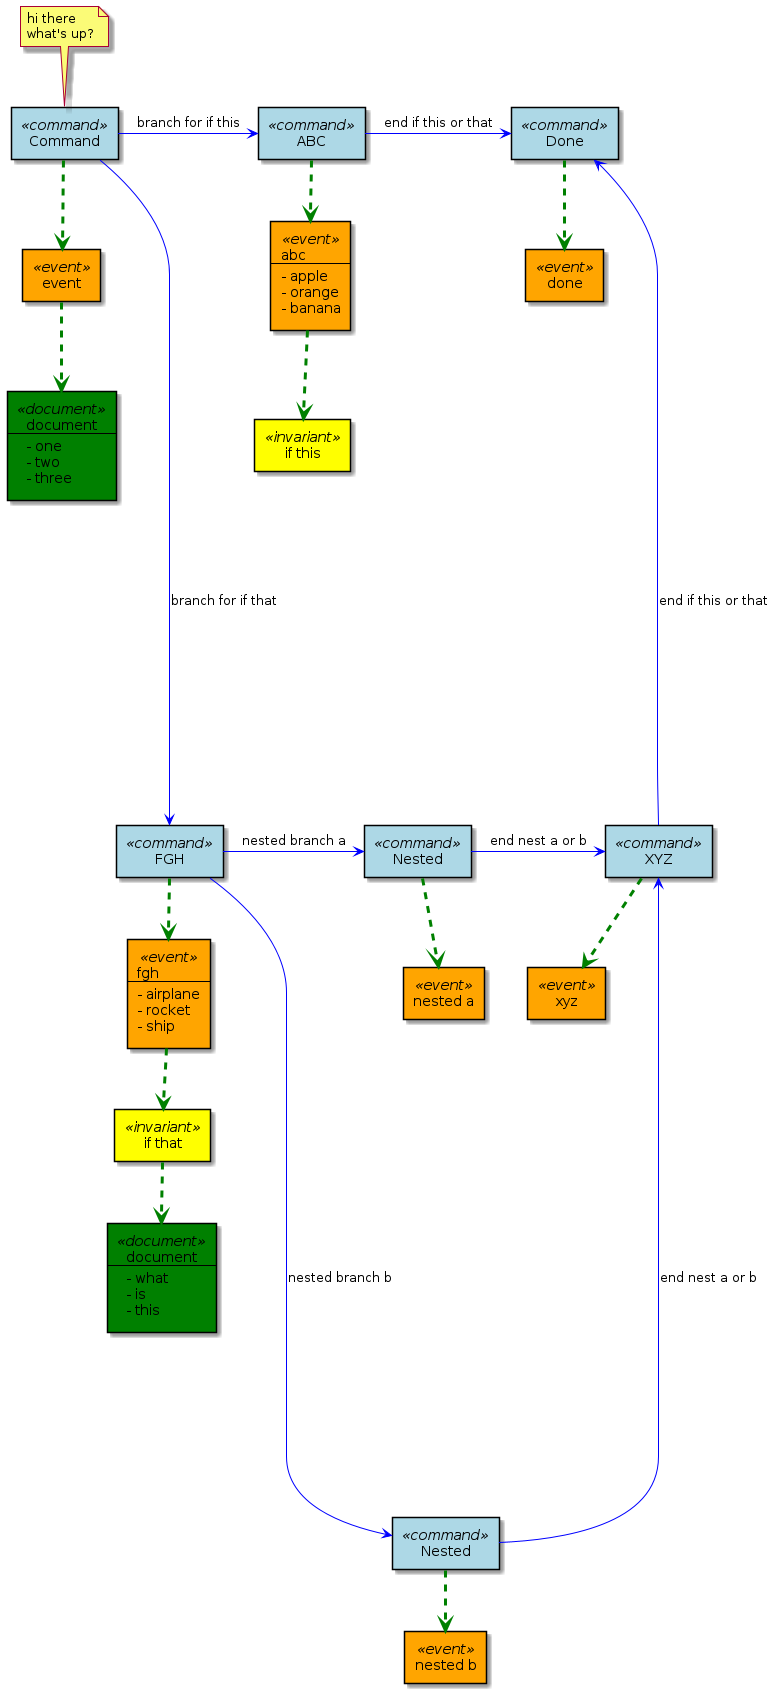 hi there
what's up?
«command»
Command
branch for if this
«command»
ABC
end if this or that
«command»
Done
«event»
event
«event»
abc
- apple
- orange
- banana
«event»
done
«document»
document
- one
- two
- three
«invariant»
if this
branch for if that
end if this or that
«command»
FGH
nested branch a
«command»
Nested
end nest a or b
«command»
XYZ
«event»
fgh
- airplane
- rocket
- ship
«event»
nested a
«event»
xyz
«invariant»
if that
«document»
document
- what
- is
- this
nested branch b
end nest a or b
«command»
Nested
«event»
nested b